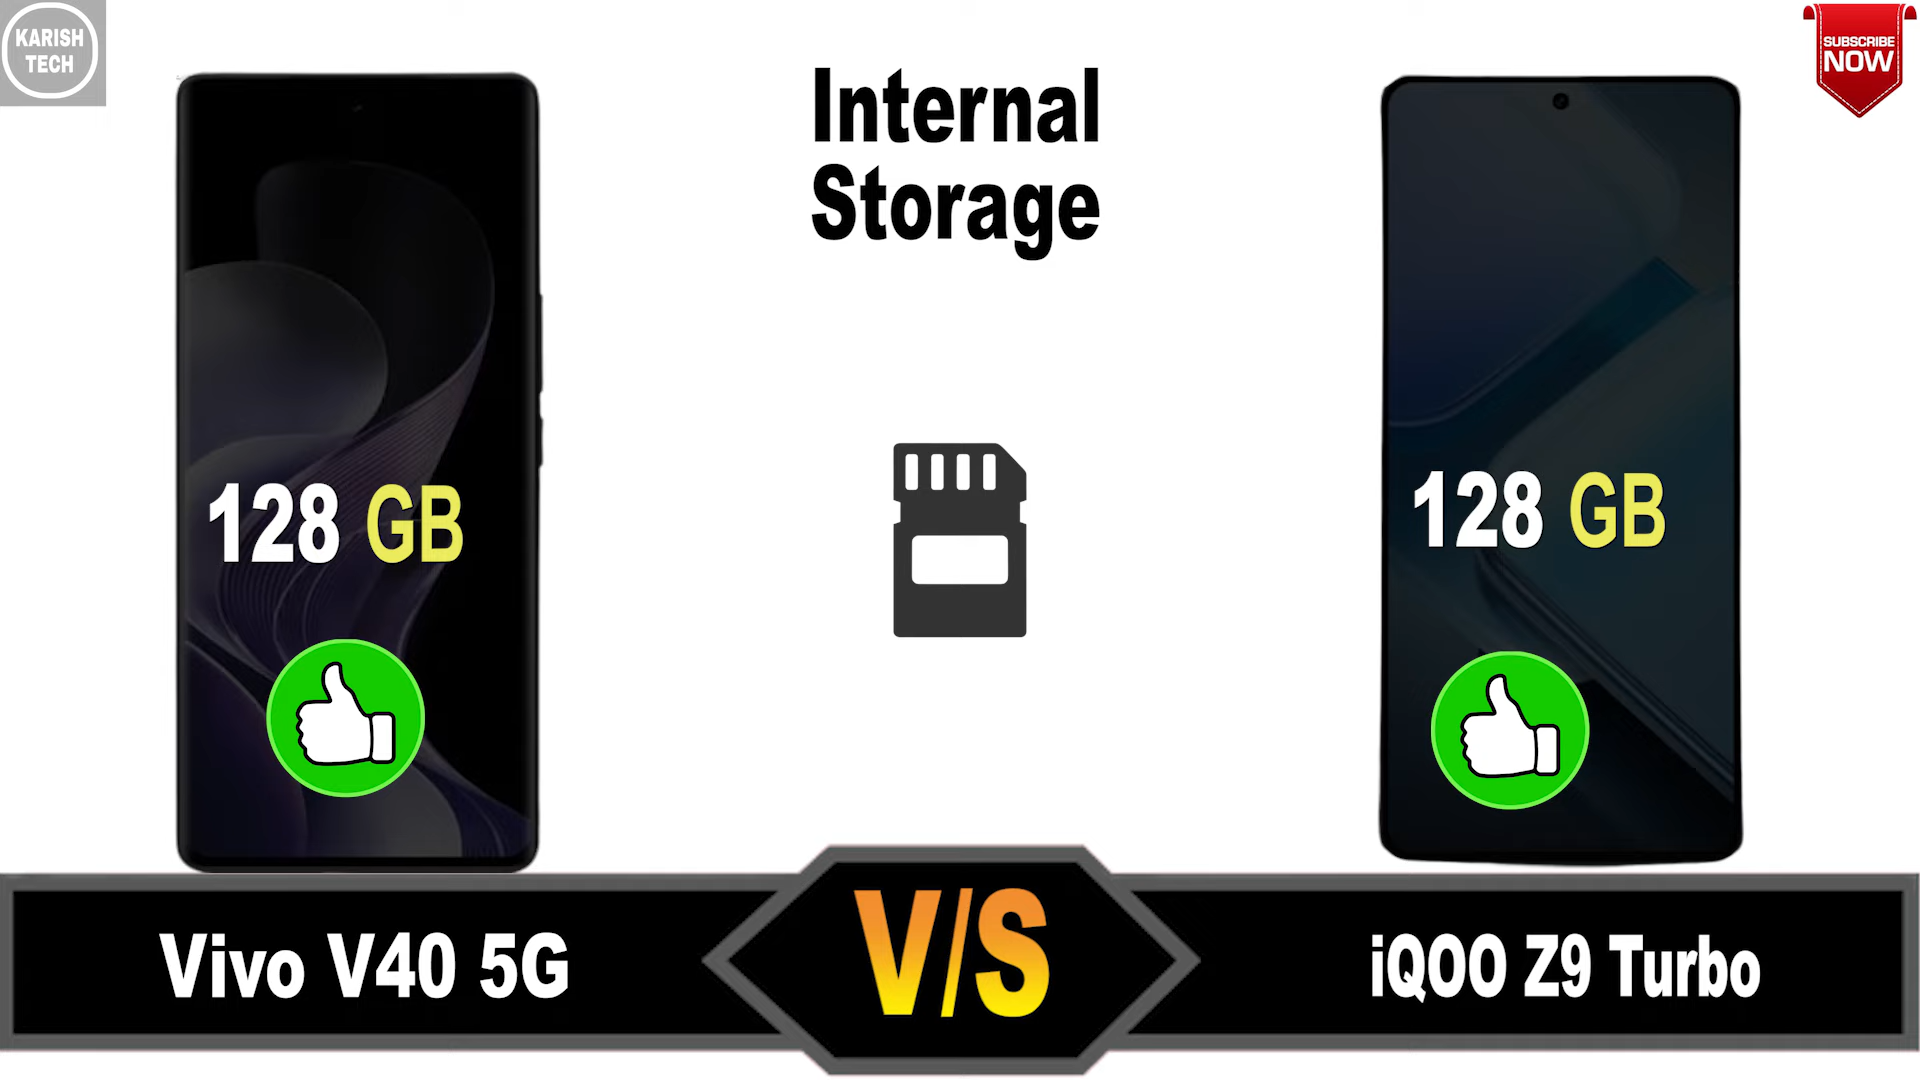 KARISH
TECH
SUBSCRIBE
NOW
Internal
Storage
128 GB
128 GB
Vivo V40 5G
V/S
iQOO Z9 Turbo